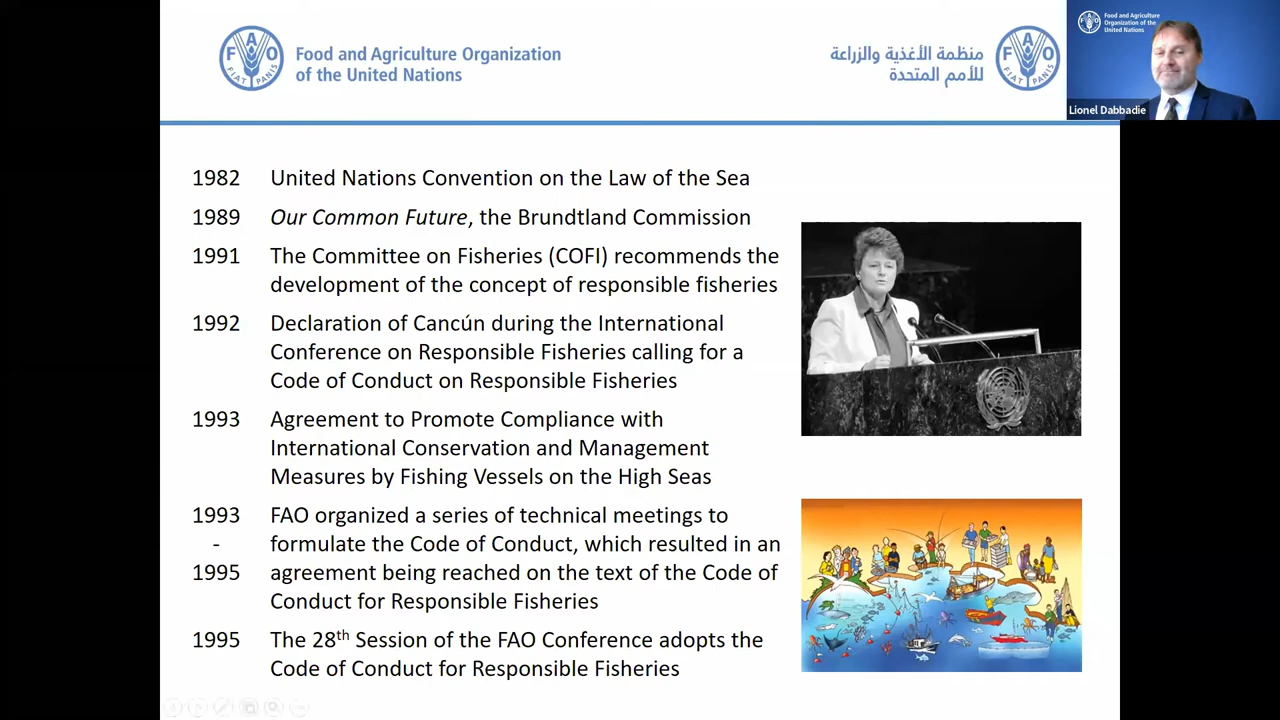 FAO
FIAT PANIS
Food and Agriculture Organization
of the United Nations
منظمة الأغذية والزراعة
للأمم المتحدة
FAO
FIAT PANIS
Food and Agriculture
Organization of the
United Nations
Lionel Dabbadie
1982 United Nations Convention on the Law of the Sea
1989 Our Common Future, the Brundtland Commission
1991 The Committee on Fisheries (COFI) recommends the
development of the concept of responsible fisheries
1992 Declaration of Cancún during the International
Conference on Responsible Fisheries calling for a
Code of Conduct on Responsible Fisheries
1993 Agreement to Promote Compliance with
International Conservation and Management
Measures by Fishing Vessels on the High Seas
1993 FAO organized a series of technical meetings to
- formulate the Code of Conduct, which resulted in an
1995 agreement being reached on the text of the Code of
Conduct for Responsible Fisheries
1995 The 28th Session of the FAO Conference adopts the
Code of Conduct for Responsible Fisheries